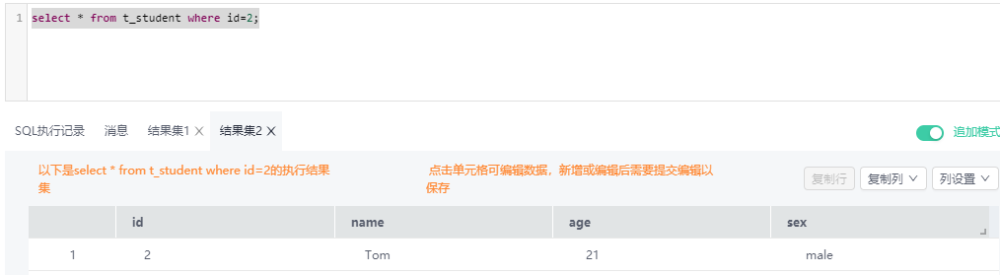 1 select * from t_student where id=2;
SQL执行记录 消息 结果集1 X 结果集2 X 追加模式
以下是select * from t_student where id=2的执行结果 点击单元格可编辑数据，新增或编辑后需要提交编辑以
集 保存
复制行 复制列 列设置
id name age sex
1 2 Tom 21 male